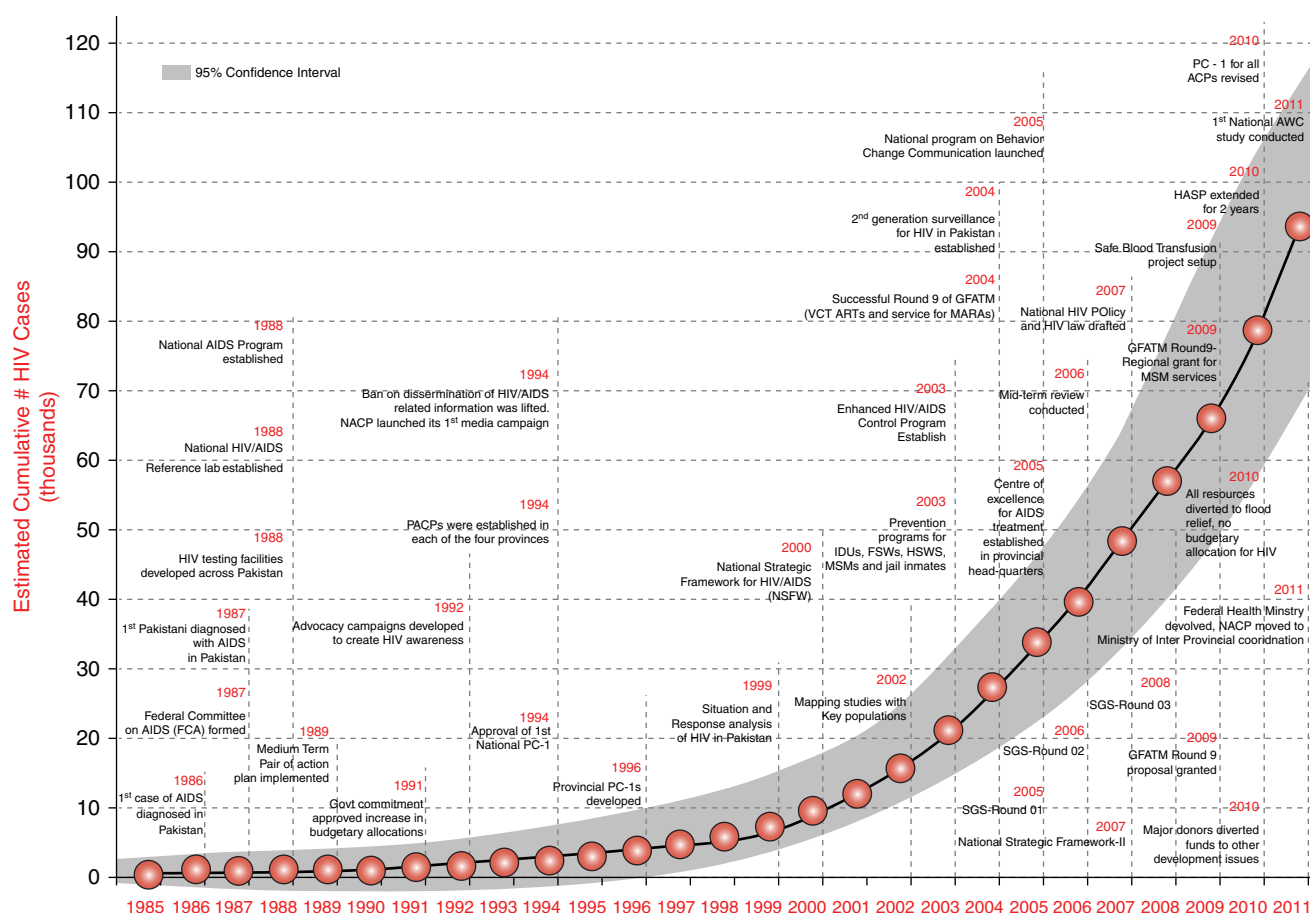 Estimated Cumulative # HIV Cases
(thousands)
120
110
100
90
80
70
60
50
40
30
20
10
0
95% Confidence Interval
1986
1st case of AIDS
diagnosed in
Pakistan
1987
1st Pakistani diagnosed
with AIDS
in Pakistan
1987
Federal Committee
on AIDS (FCA) formed
1988
National AIDS Program
established
1988
National HIV/AIDS
Reference lab established
1988
HIV testing facilities
developed across Pakistan
1989
Medium Term
Pair of action
plan implemented
1991
Govt commitment
approved increase in
budgetary allocations
1992
Advocacy campaigns developed
to create HIV awareness
1994
Ban on dissemination of HIV/AIDS
related information was lifted.
NACP launched its 1st media campaign
1994
PACPs were established in
each of the four provinces
1994
Approval of 1st
National PC-1
1996
Provincial PC-1s
developed
1999
Situation and
Response analysis
of HIV in Pakistan
2000
National Strategic
Framework for HIV/AIDS
(NSFW)
2002
Mapping studies with
Key populations
2003
Enhanced HIV/AIDS
Control Program
Establish
2003
Prevention
programs for
IDUs, FSWs, HSWS,
MSMs and jail inmates
2004
2nd generation surveillance
for HIV in Pakistan
established
2004
Successful Round 9 of GFATM
(VCT ARTs and service for MARAs)
2005
National program on Behavior
Change Communication launched
2005
Centre of
excellence
for AIDS
treatment
established
in provincial
head-quarters
2005
SGS-Round 01
2006
Mid-term review
conducted
2006
SGS-Round 02
2007
National HIV POlicy
and HIV law drafted
2007
National Strategic Framework-II
2008
SGS-Round 03
2009
Safe Blood Transfusion
project setup
2009
GFATM Round9-
Regional grant for
MSM services
2009
GFATM Round 9
proposal granted
2010
PC - 1 for all
ACPs revised
2010
HASP extended
for 2 years
2010
All resources
diverted to flood
relief, no
budgetary
allocation for HIV
2010
Major donors diverted
funds to other
development issues
2011
1st National AWC
study conducted
2011
Federal Health Minstry
devolved, NACP moved to
Ministry of Inter Provincial cooridnation
1985 1986 1987 1988 1989 1990 1991 1992 1993 1994 1995 1996 1997 1998 1999 2000 2001 2002 2003 2004 2005 2006 2007 2008 2009 2010 2011